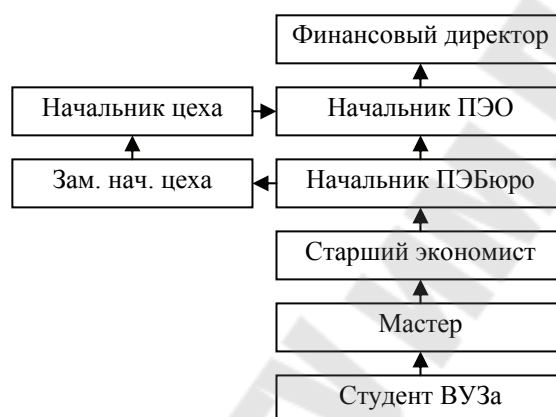 Финансовый директор
Начальник цеха
Начальник ПЭО
Зам. нач. цеха
Начальник ПЭБюро
Старший экономист
Мастер
Студент ВУЗа